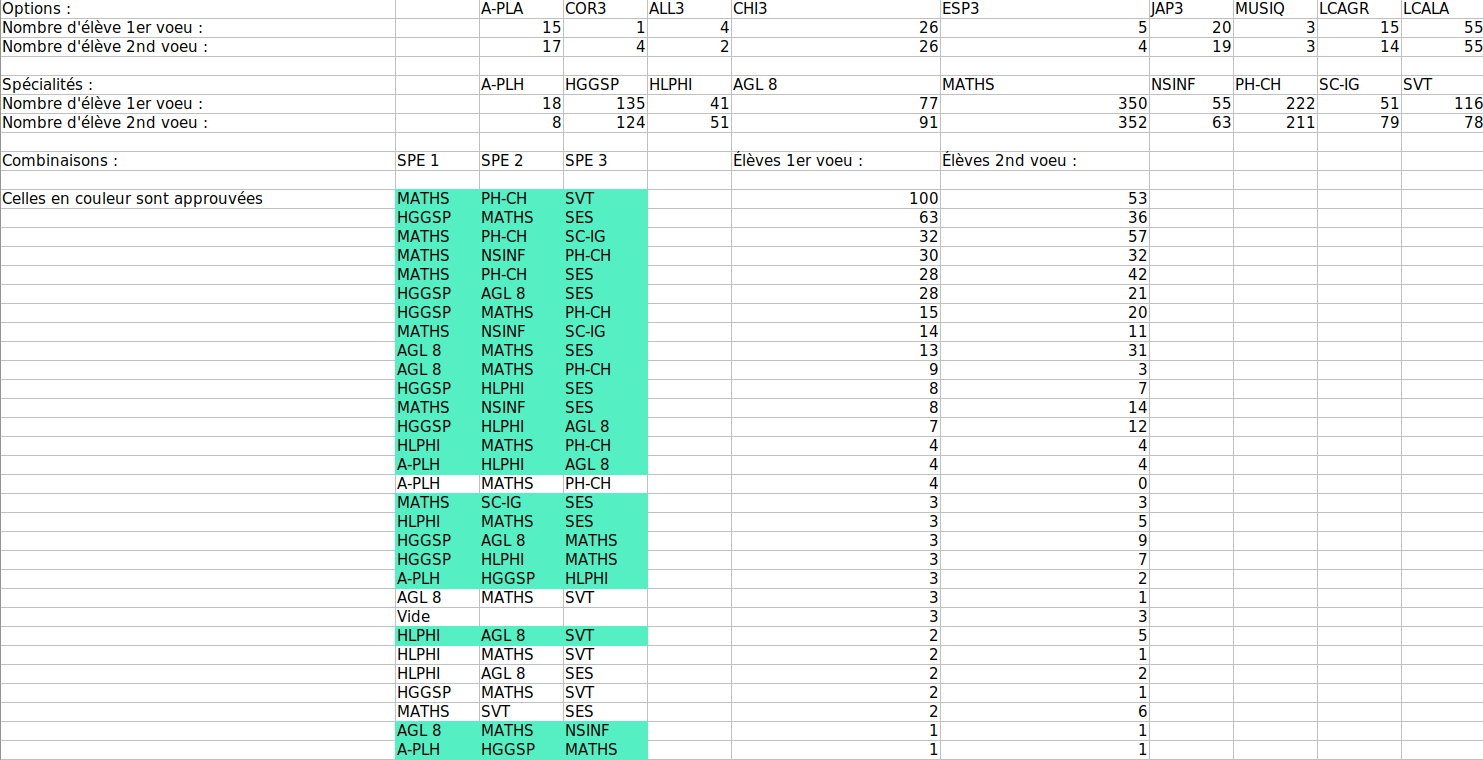 Options : A-PLA COR3 ALL3 CHI3 ESP3 JAP3 MUSIQ LCAGR LCALA
Nombre d'élève 1er voeu : 15 1 4 26 5 20 3 15 55
Nombre d'élève 2nd voeu : 17 4 2 26 4 19 3 14 55
Spécialités : A-PLH HGGSP HLPHI AGL 8 MATHS NSINF PH-CH SC-IG SVT
Nombre d'élève 1er voeu : 18 135 41 77 350 55 222 51 116
Nombre d'élève 2nd voeu : 8 124 51 91 352 63 211 79 78
Combinaisons : SPE 1 SPE 2 SPE 3 Élèves 1er voeu : Élèves 2nd voeu :
Celles en couleur sont approuvées MATHS PH-CH SVT 100 53
HGGSP MATHS SES 63 36
MATHS PH-CH SC-IG 32 57
MATHS NSINF PH-CH 30 32
MATHS PH-CH SES 28 42
HGGSP AGL 8 SES 28 21
HGGSP MATHS PH-CH 15 20
MATHS NSINF SC-IG 14 11
AGL 8 MATHS SES 13 31
AGL 8 MATHS PH-CH 9 3
HGGSP HLPHI SES 8 7
MATHS NSINF SES 8 14
HGGSP HLPHI AGL 8 7 12
HLPHI MATHS PH-CH 4 4
A-PLH HLPHI AGL 8 4 4
A-PLH MATHS PH-CH 4 0
MATHS SC-IG SES 3 3
HLPHI MATHS SES 3 5
HGGSP AGL 8 MATHS 3 9
HGGSP HLPHI MATHS 3 7
A-PLH HGGSP HLPHI 3 2
AGL 8 MATHS SVT 3 1
Vide 3 3
HLPHI AGL 8 SVT 2 5
HLPHI MATHS SVT 2 1
HLPHI AGL 8 SES 2 2
HGGSP MATHS SVT 2 1
MATHS SVT SES 2 6
AGL 8 MATHS NSINF 1 1
A-PLH HGGSP MATHS 1 1